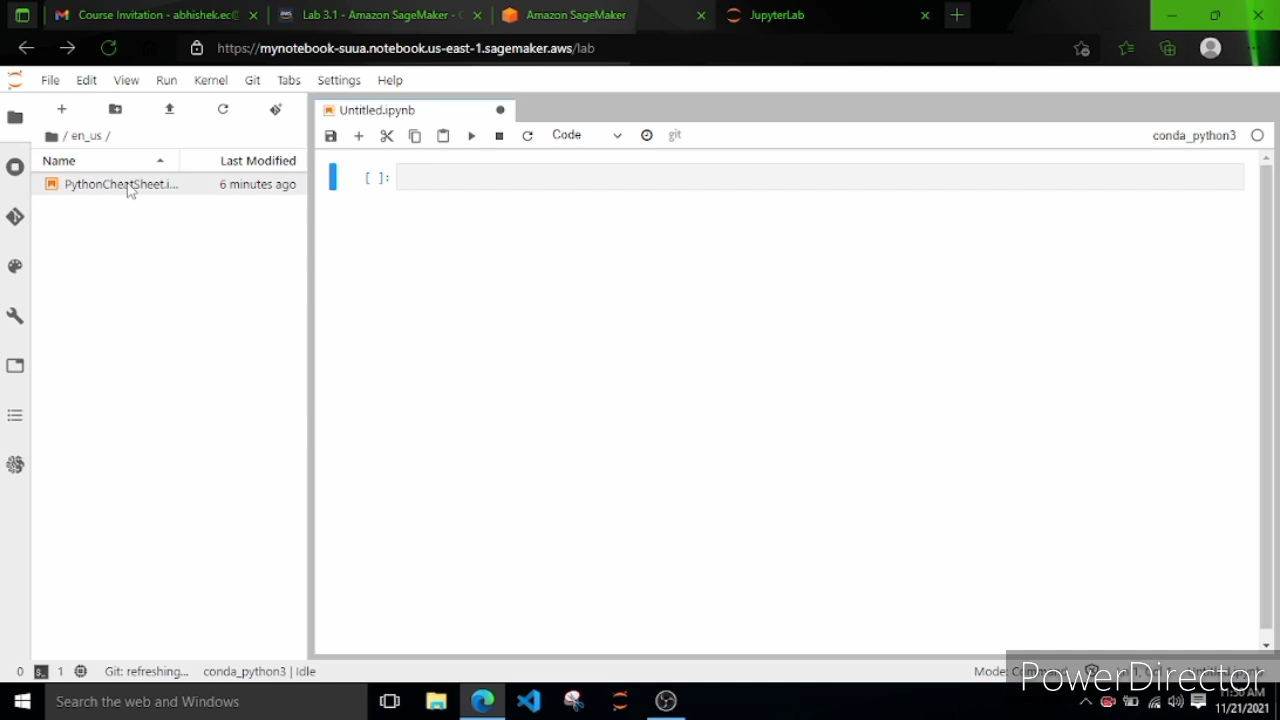 Course Invitation - abhishek.ec@
Lab 3.1 - Amazon SageMaker -
Amazon SageMaker
JupyterLab
https://mynotebook-suua.notebook.us-east-1.sagemaker.aws/lab
File Edit View Run Kernel Git Tabs Settings Help
Untitled.ipynb
/ en_us /
Code
git
conda_python3
Name
Last Modified
PythonCheatSheet.i...
6 minutes ago
[ ]:
0
1
Git: refreshing...
conda_python3 | Idle
PowerDirector
Search the web and Windows
11/21/2021